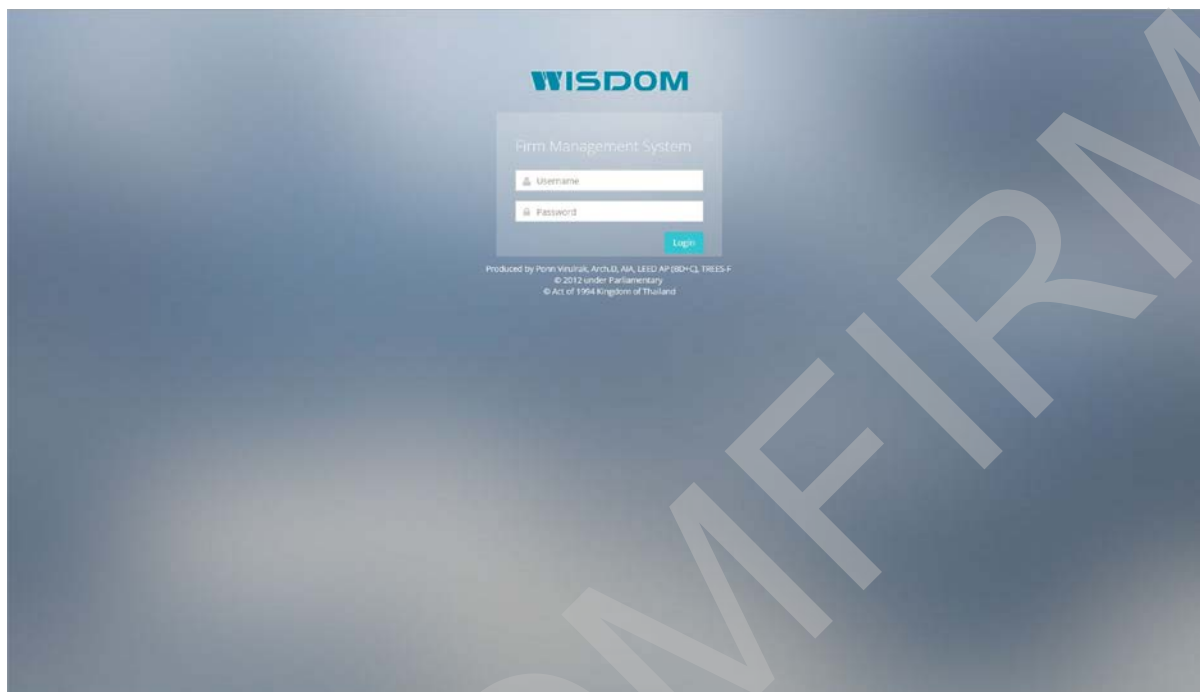 WISDOM
Firm Management System
Username
Password
Login
Produced by Ponn Virulrak, Arch.D, AIA, LEED AP (BD+C), TREES-F
© 2012 under Parliamentary
© Act of 1994 Kingdom of Thailand
OMFIRM